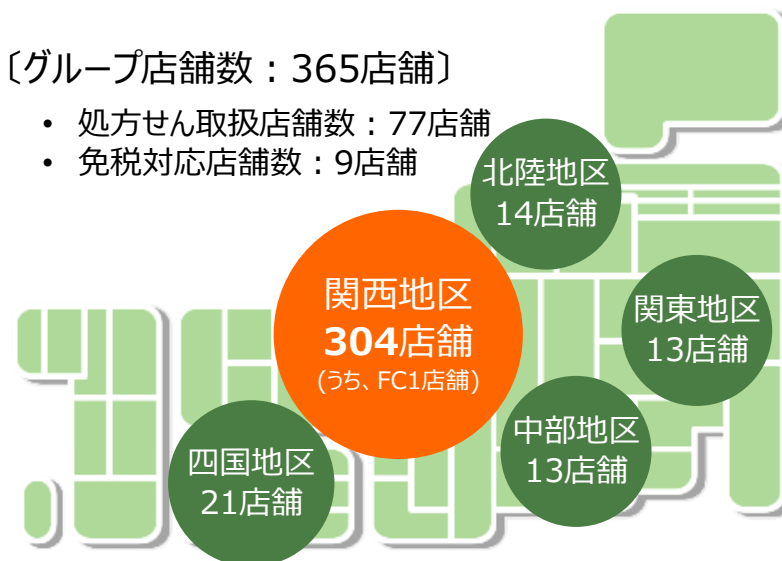 〔グループ店舗数：365店舗〕
• 処方せん取扱店舗数：77店舗
• 免税対応店舗数：9店舗
北陸地区
14店舗
関西地区
304店舗
(うち、FC1店舗)
関東地区
13店舗
中部地区
13店舗
四国地区
21店舗